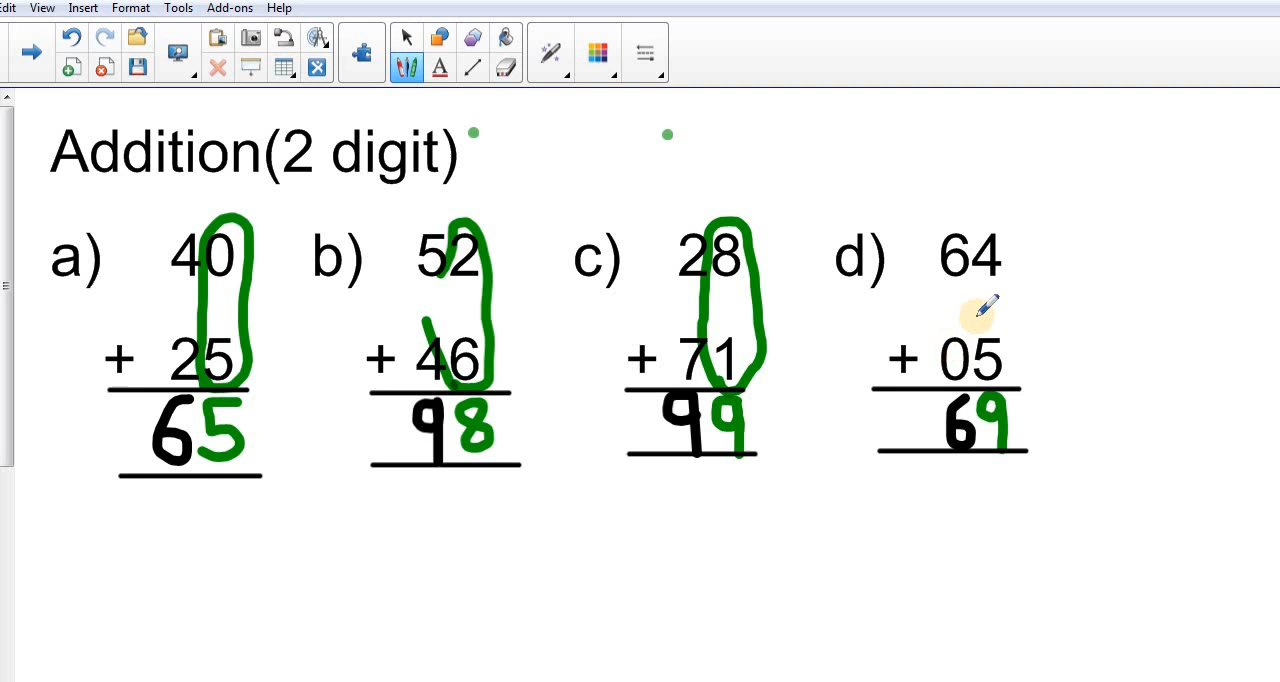 Edit View Insert Format Tools Add-ons Help
Addition(2 digit)
a) 40 b) 52 c) 28 d) 64
+ 25 + 46 + 71 + 05
65 98 99 69